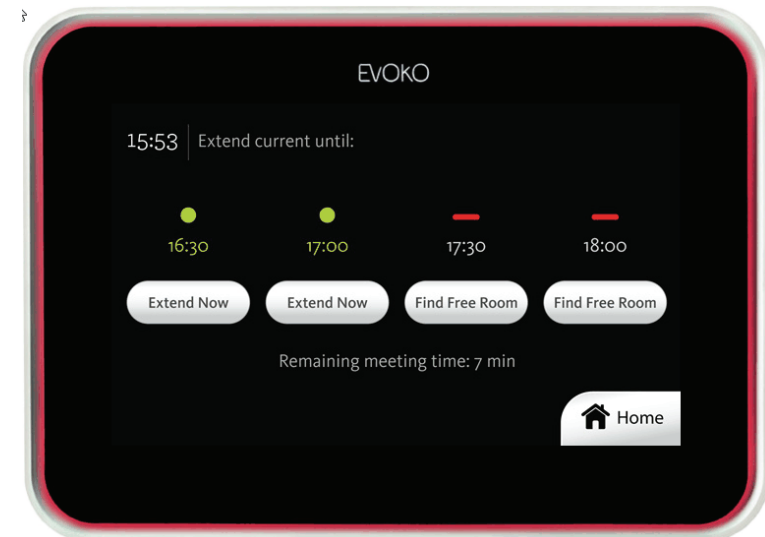 EVOKO
15:53 Extend current until:
16:30 17:00 17:30 18:00
Extend Now Extend Now Find Free Room Find Free Room
Remaining meeting time: 7 min
Home